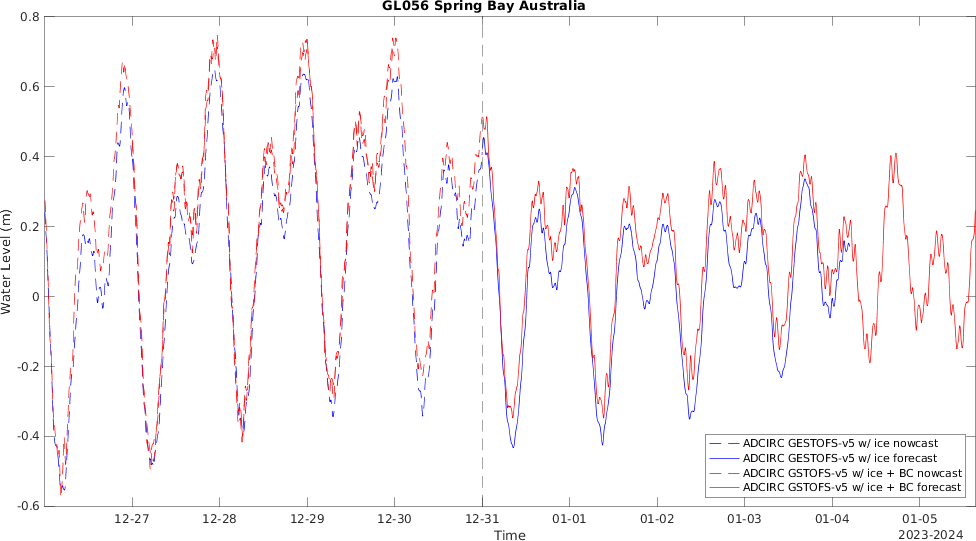 GL056 Spring Bay Australia
0.8
0.6
0.4
0.2
0
-0.2
-0.4
-0.6
Water Level (m)
12-27 12-28 12-29 12-30 12-31 01-01 01-02 01-03 01-04 01-05
Time
2023-2024
ADCIRC GESTOFS-v5 w/ ice nowcast
ADCIRC GESTOFS-v5 w/ ice forecast
ADCIRC GSTOFS-v5 w/ ice + BC nowcast
ADCIRC GSTOFS-v5 w/ ice + BC forecast